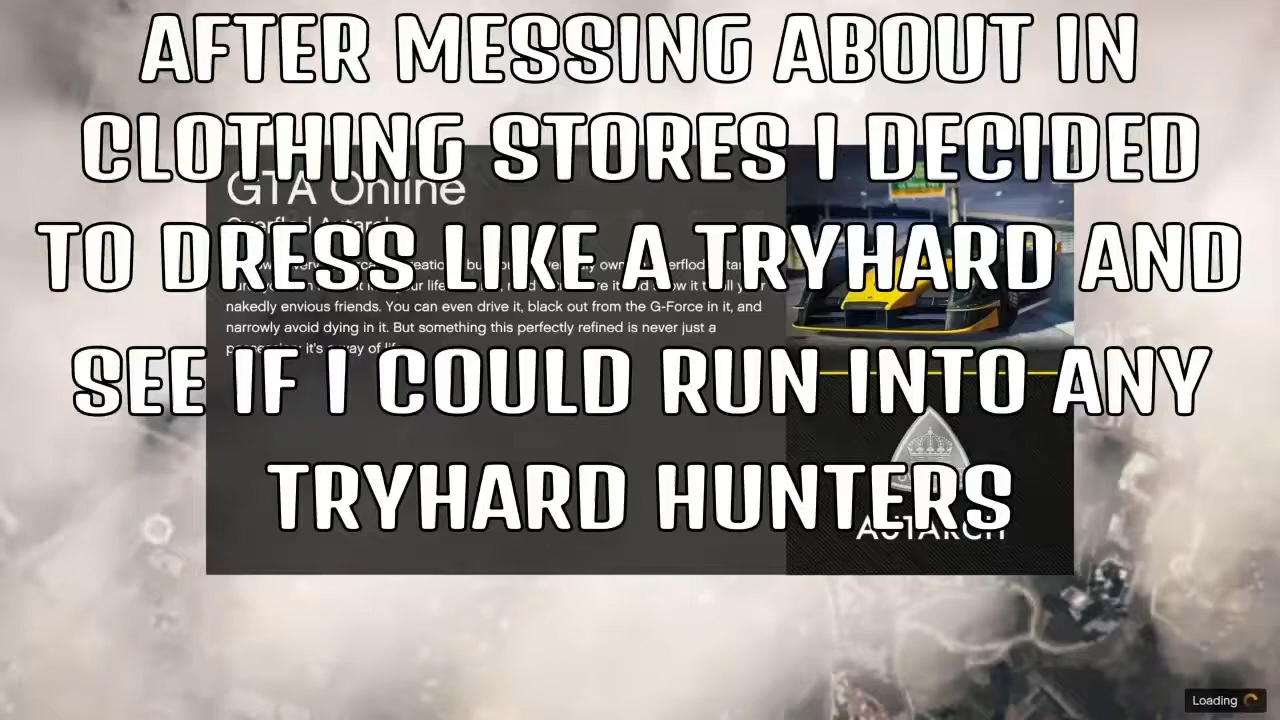 AFTER MESSING ABOUT IN
CLOTHING STORES I DECIDED
GTA Online
TO DRESS LIKE A TRYHARD AND
nakedly envious friends. You can even drive it, black out from the G-Force in it, and
narrowly avoid dying in it. But something this perfectly refined is never just a
SEE IF I COULD RUN INTO ANY
TRYHARD HUNTERS
AUTARCH
Loading